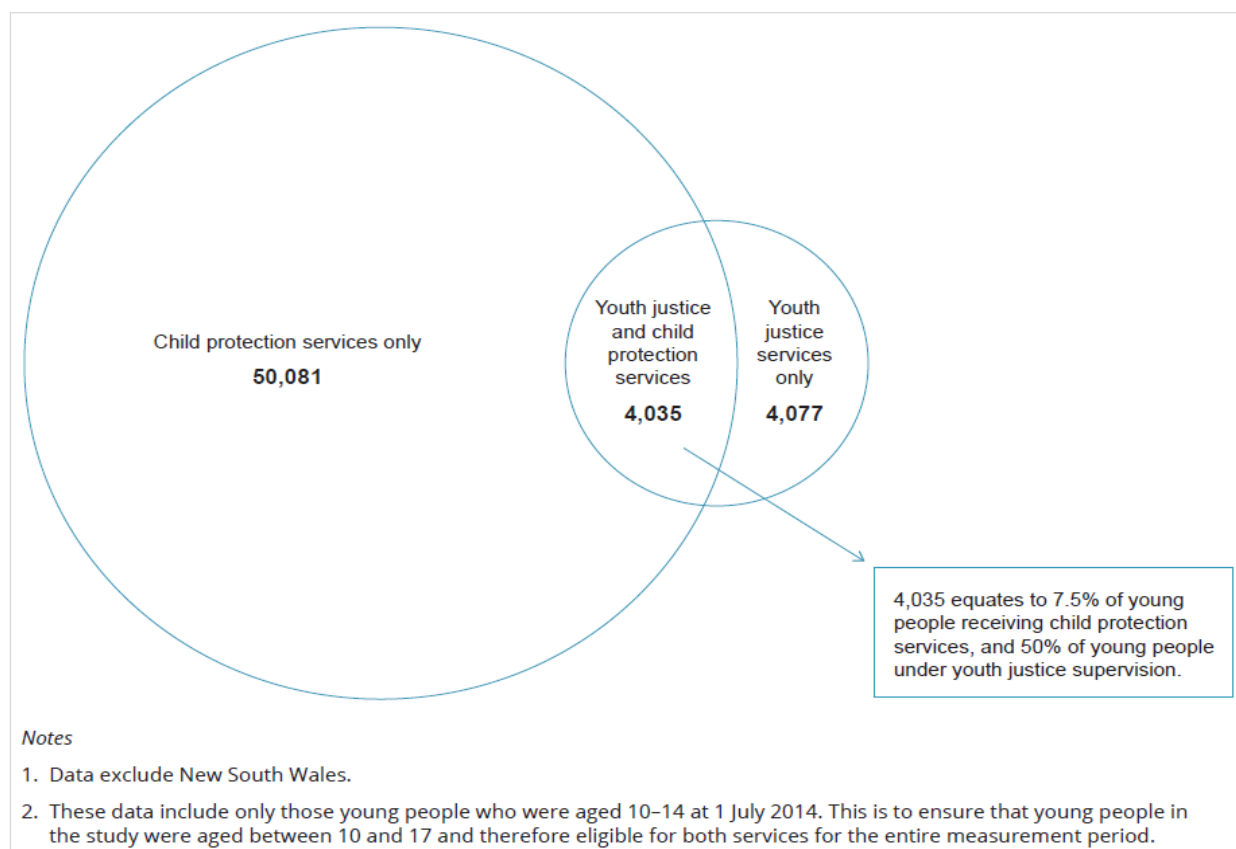 Child protection services only
50,081
Youth justice
and child
protection
services
4,035
Youth
justice
services
only
4,077
4,035 equates to 7.5% of young
people receiving child protection
services, and 50% of young people
under youth justice supervision.
Notes
1. Data exclude New South Wales.
2. These data include only those young people who were aged 10–14 at 1 July 2014. This is to ensure that young people in
the study were aged between 10 and 17 and therefore eligible for both services for the entire measurement period.